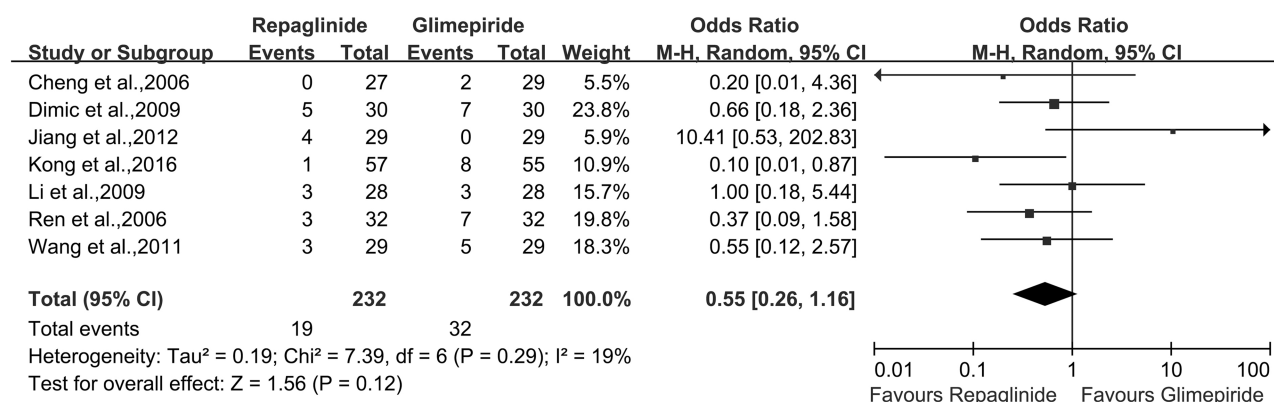 Repaglinide Glimepiride Odds Ratio Odds Ratio
Study or Subgroup Events Total Events Total Weight M-H, Random, 95% CI M-H, Random, 95% CI
Cheng et al.,2006 0 27 2 29 5.5% 0.20 [0.01, 4.36]
Dimic et al.,2009 5 30 7 30 23.8% 0.66 [0.18, 2.36]
Jiang et al.,2012 4 29 0 29 5.9% 10.41 [0.53, 202.83]
Kong et al.,2016 1 57 8 55 10.9% 0.10 [0.01, 0.87]
Li et al.,2009 3 28 3 28 15.7% 1.00 [0.18, 5.44]
Ren et al.,2006 3 32 7 32 19.8% 0.37 [0.09, 1.58]
Wang et al.,2011 3 29 5 29 18.3% 0.55 [0.12, 2.57]
Total (95% CI) 232 232 100.0% 0.55 [0.26, 1.16]
Total events 19 32
Heterogeneity: Tau² = 0.19; Chi² = 7.39, df = 6 (P = 0.29); I² = 19%
Test for overall effect: Z = 1.56 (P = 0.12)
0.01 0.1 1 10 100
Favours Repaglinide Favours Glimepiride